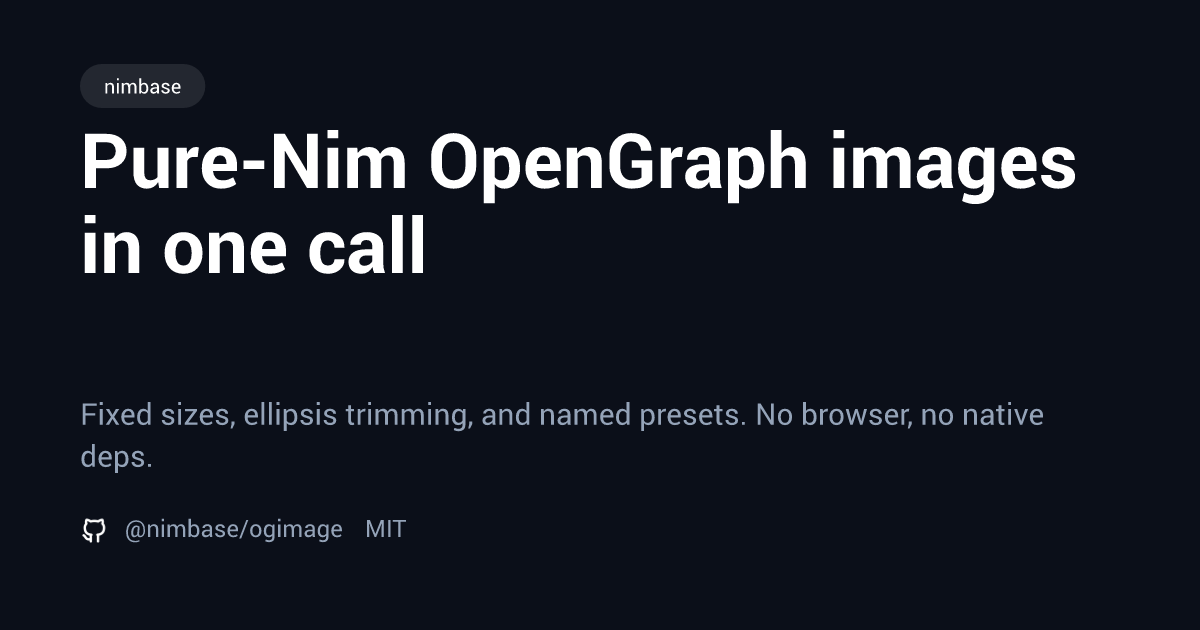 nimbase
Pure-Nim OpenGraph images
in one call
Fixed sizes, ellipsis trimming, and named presets. No browser, no native
deps.
@nimbase/ogimage MIT